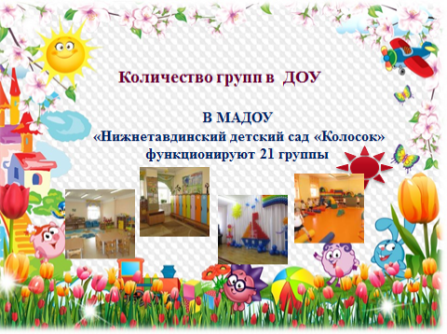 Количество групп в ДОУ
В МАДОУ
«Нижнетавдинский детский сад «Колосок»
функционируют 21 группы